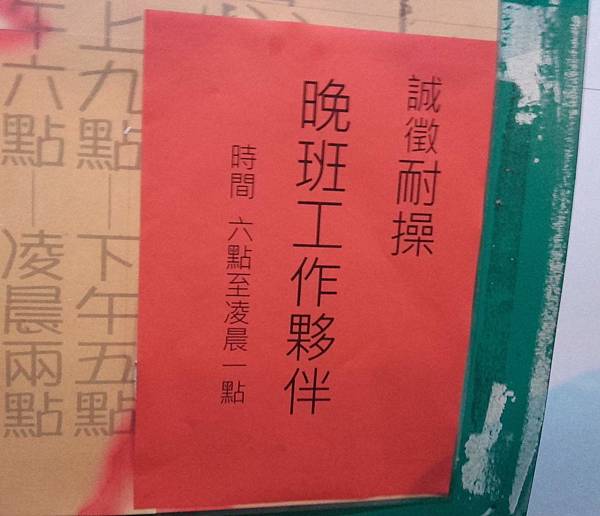 誠徵耐操
晚班工作夥伴
時間 六點至凌晨一點
上九點｜下午五點
午六點｜凌晨兩點